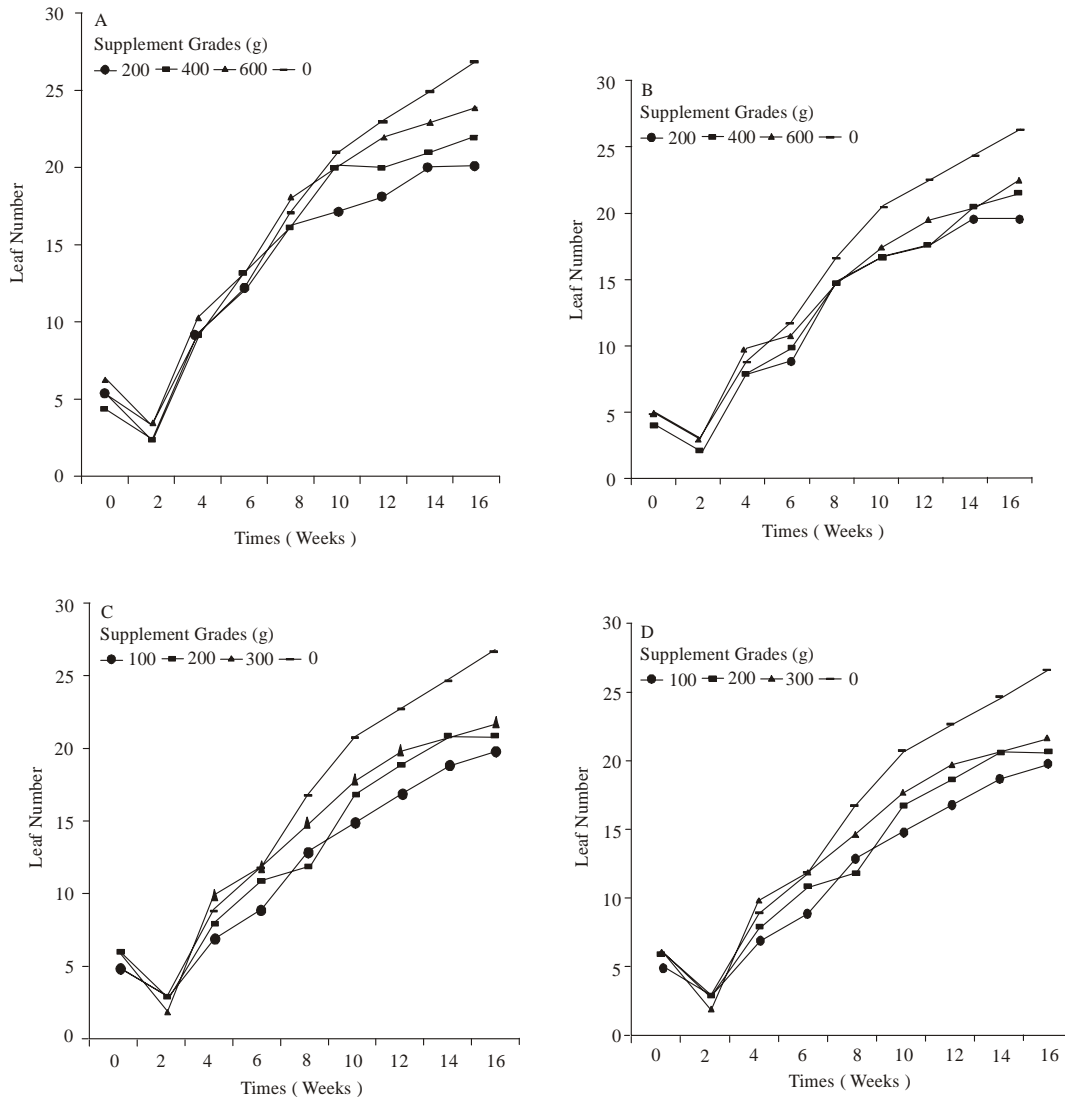 A
Supplement Grades (g)
200 400 600 0
30
25
20
15
10
5
0
Leaf Number
0 2 4 6 8 10 12 14 16
Times ( Weeks )
B
Supplement Grades (g)
200 400 600 0
30
25
20
15
10
5
0
Leaf Number
0 2 4 6 8 10 12 14 16
Times ( Weeks )
C
Supplement Grades (g)
100 200 300 0
30
25
20
15
10
5
0
Leaf Number
0 2 4 6 8 10 12 14 16
Times ( Weeks )
D
Supplement Grades (g)
100 200 300 0
30
25
20
15
10
5
0
Leaf Number
0 2 4 6 8 10 12 14 16
Times ( Weeks )